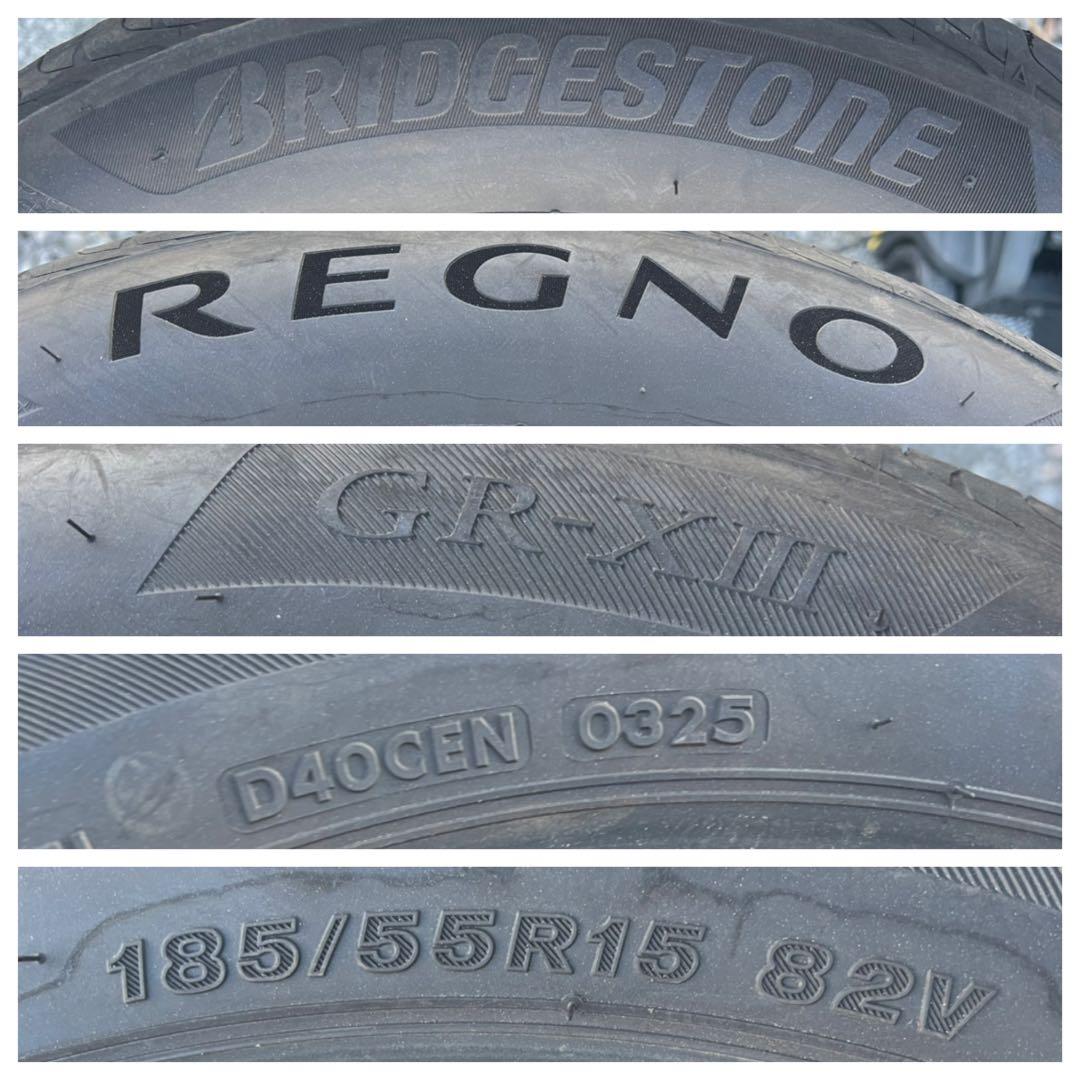 BRIDGESTONE
REGNO
GR-XIII
D40CEN 0325
185/55R15 82V